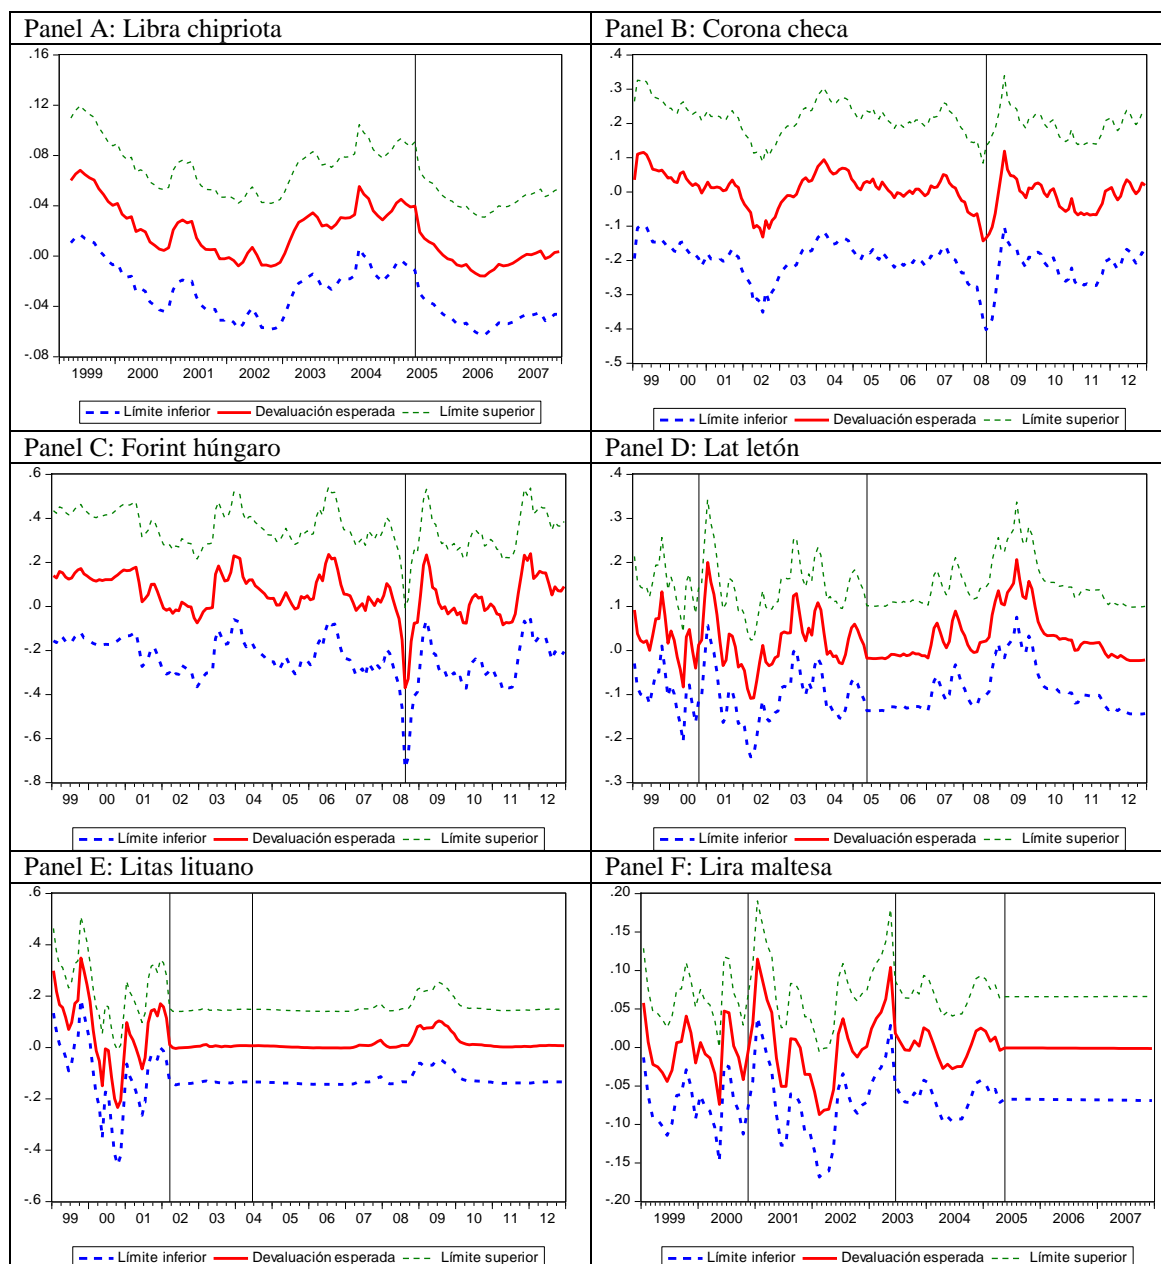 Panel A: Libra chipriota
.16
.12
.08
.04
.00
-.04
-.08
1999 2000 2001 2002 2003 2004 2005 2006 2007
Límite inferior Devaluación esperada Límite superior
Panel B: Corona checa
.4
.3
.2
.1
.0
-.1
-.2
-.3
-.4
-.5
99 00 01 02 03 04 05 06 07 08 09 10 11 12
Límite inferior Devaluación esperada Límite superior
Panel C: Forint húngaro
.6
.4
.2
.0
-.2
-.4
-.6
-.8
99 00 01 02 03 04 05 06 07 08 09 10 11 12
Límite inferior Devaluación esperada Límite superior
Panel D: Lat letón
.4
.3
.2
.1
.0
-.1
-.2
-.3
99 00 01 02 03 04 05 06 07 08 09 10 11 12
Límite inferior Devaluación esperada Límite superior
Panel E: Litas lituano
.6
.4
.2
.0
-.2
-.4
-.6
99 00 01 02 03 04 05 06 07 08 09 10 11 12
Límite inferior Devaluación esperada Límite superior
Panel F: Lira maltesa
.20
.15
.10
.05
.00
-.05
-.10
-.15
-.20
1999 2000 2001 2002 2003 2004 2005 2006 2007
Límite inferior Devaluación esperada Límite superior